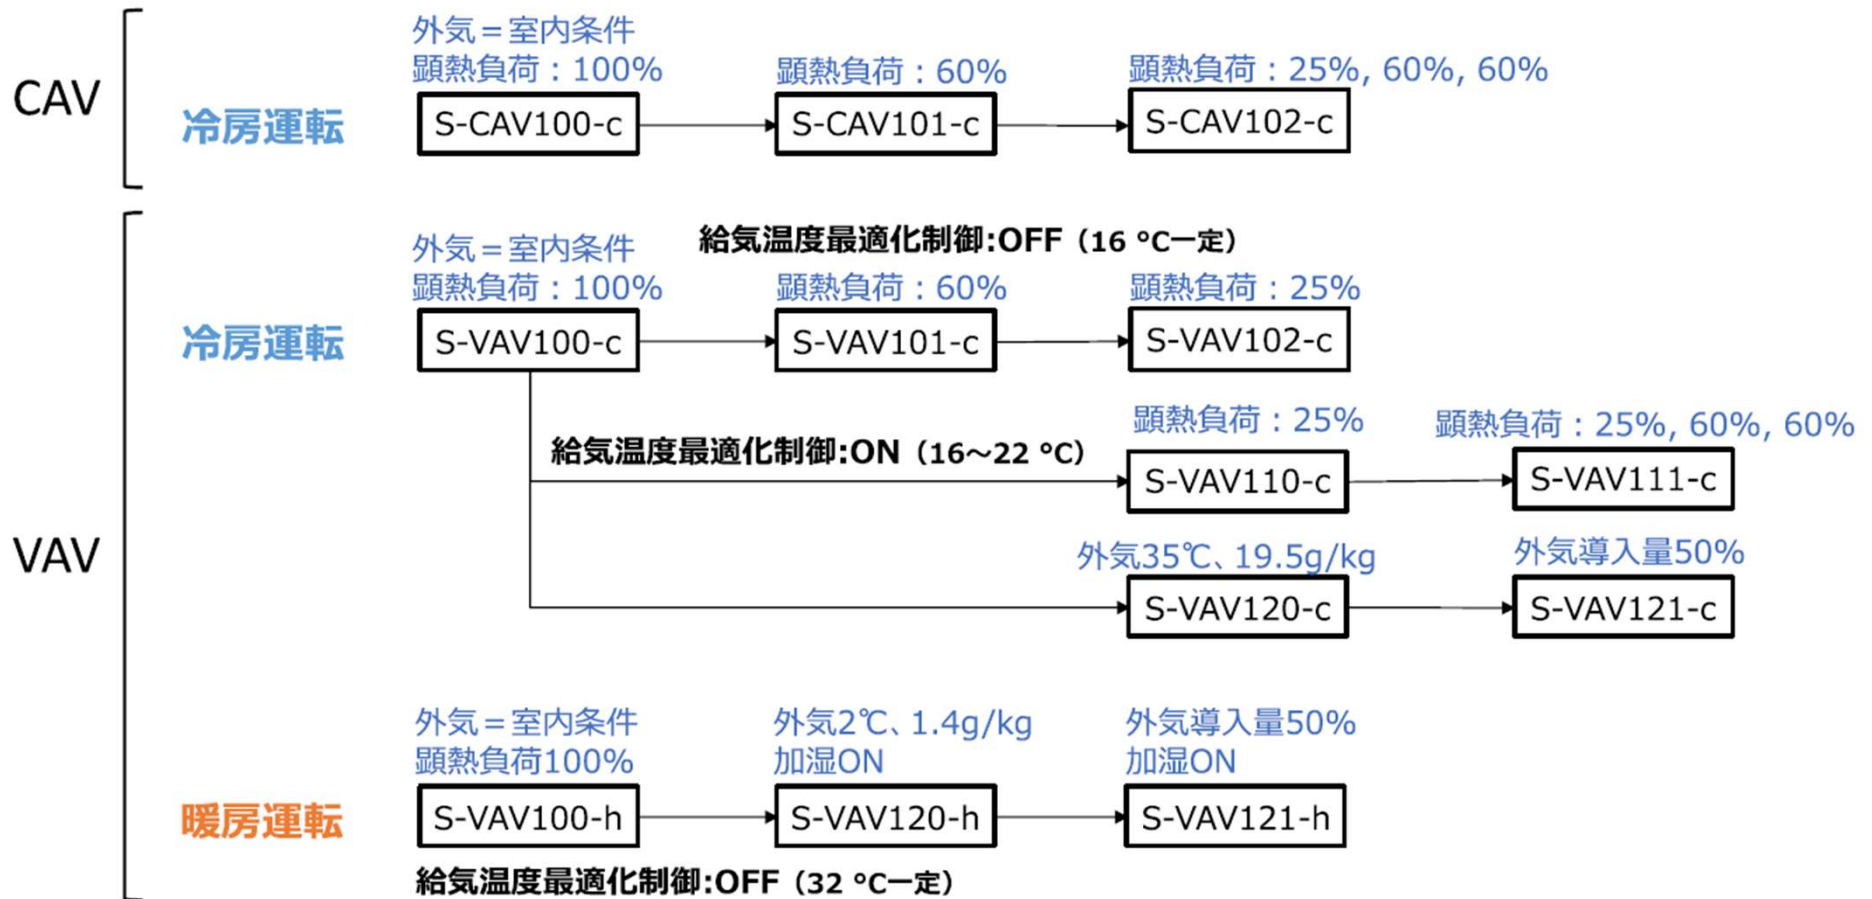 CAV
冷房運転
外気＝室内条件
顕熱負荷：100%
S-CAV100-c
顕熱負荷：60%
S-CAV101-c
顕熱負荷：25%, 60%, 60%
S-CAV102-c
VAV
給気温度最適化制御:OFF（16 °C一定）
冷房運転
外気＝室内条件
顕熱負荷：100%
S-VAV100-c
顕熱負荷：60%
S-VAV101-c
顕熱負荷：25%
S-VAV102-c
給気温度最適化制御:ON（16～22 °C）
顕熱負荷：25%
S-VAV110-c
顕熱負荷：25%, 60%, 60%
S-VAV111-c
外気35℃、19.5g/kg
S-VAV120-c
外気導入量50%
S-VAV121-c
暖房運転
外気＝室内条件
顕熱負荷100%
S-VAV100-h
外気2℃、1.4g/kg
加湿ON
S-VAV120-h
外気導入量50%
加湿ON
S-VAV121-h
給気温度最適化制御:OFF（32 °C一定）